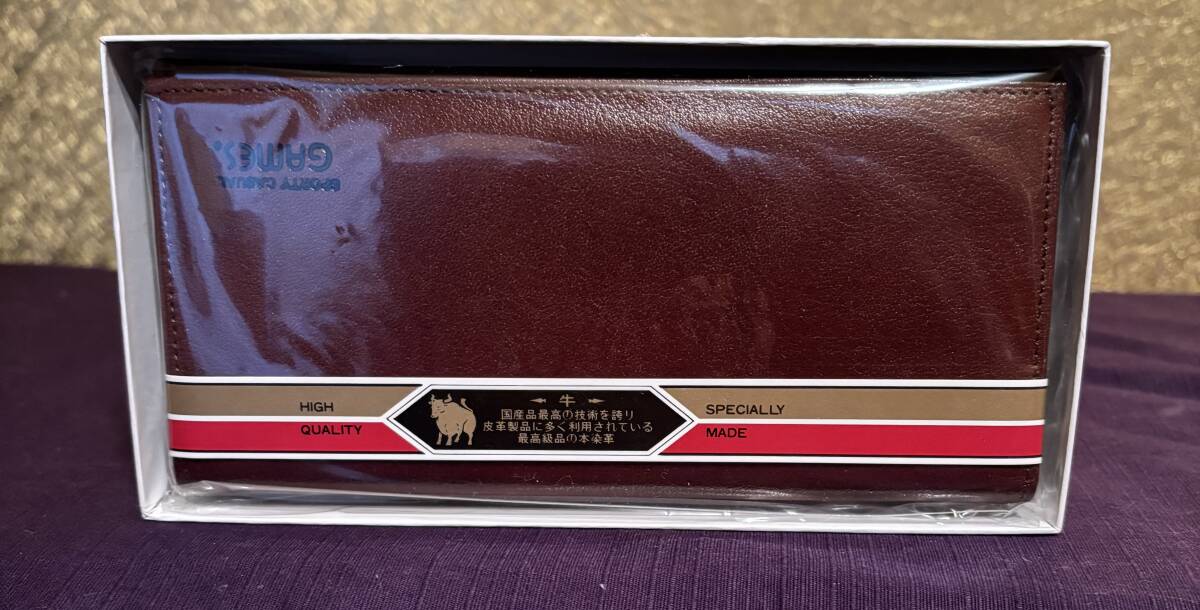 GAMES.
SPORTY CASUAL
HIGH
QUALITY
牛
国産品最高の技術を誇り
皮革製品に多く利用されている
最高級品の本染革
SPECIALLY
MADE